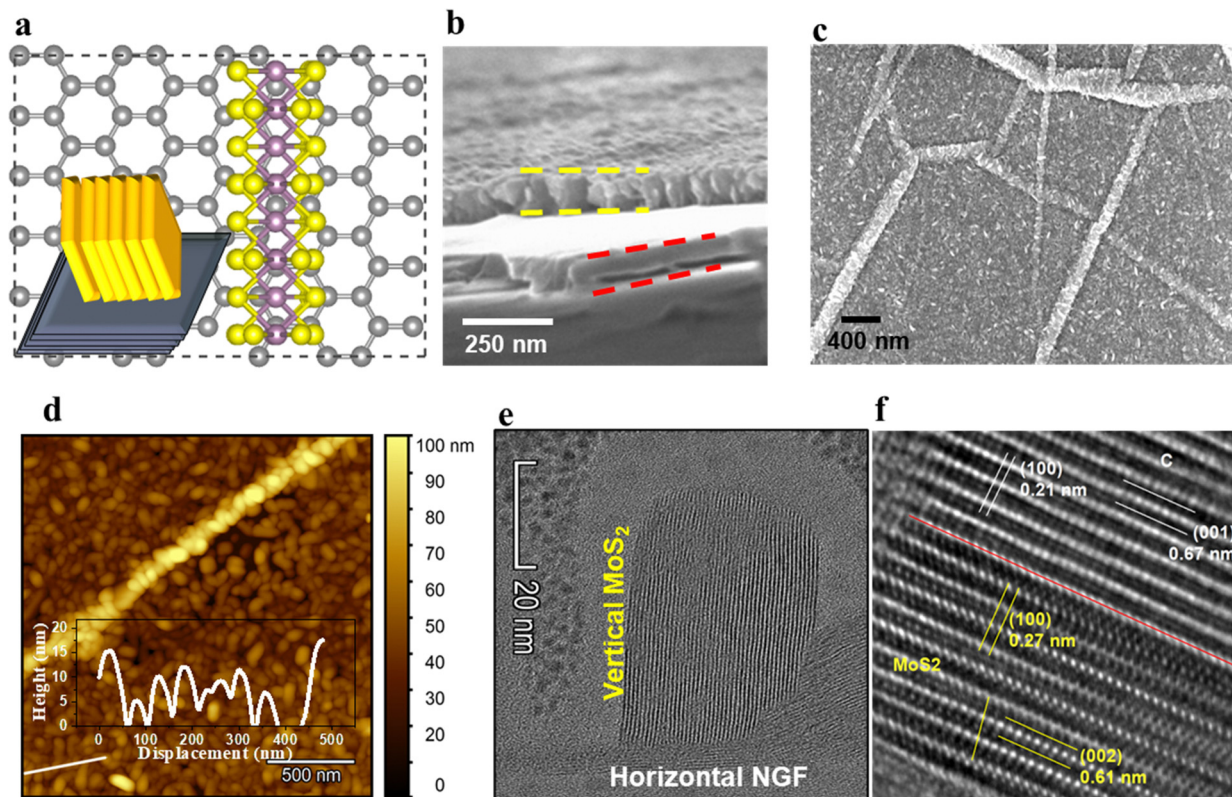 a
b
250 nm
c
400 nm
d
100 nm
90
80
70
60
50
40
30
20
10
0
20
15
10
5
0
Height (nm)
0 100 200 300 400 500
Displacement (nm)
500 nm
e
20 nm
Vertical MoS₂
Horizontal NGF
f
C
(100)
0.21 nm
(001)
0.67 nm
(100)
0.27 nm
MoS2
(002)
0.61 nm